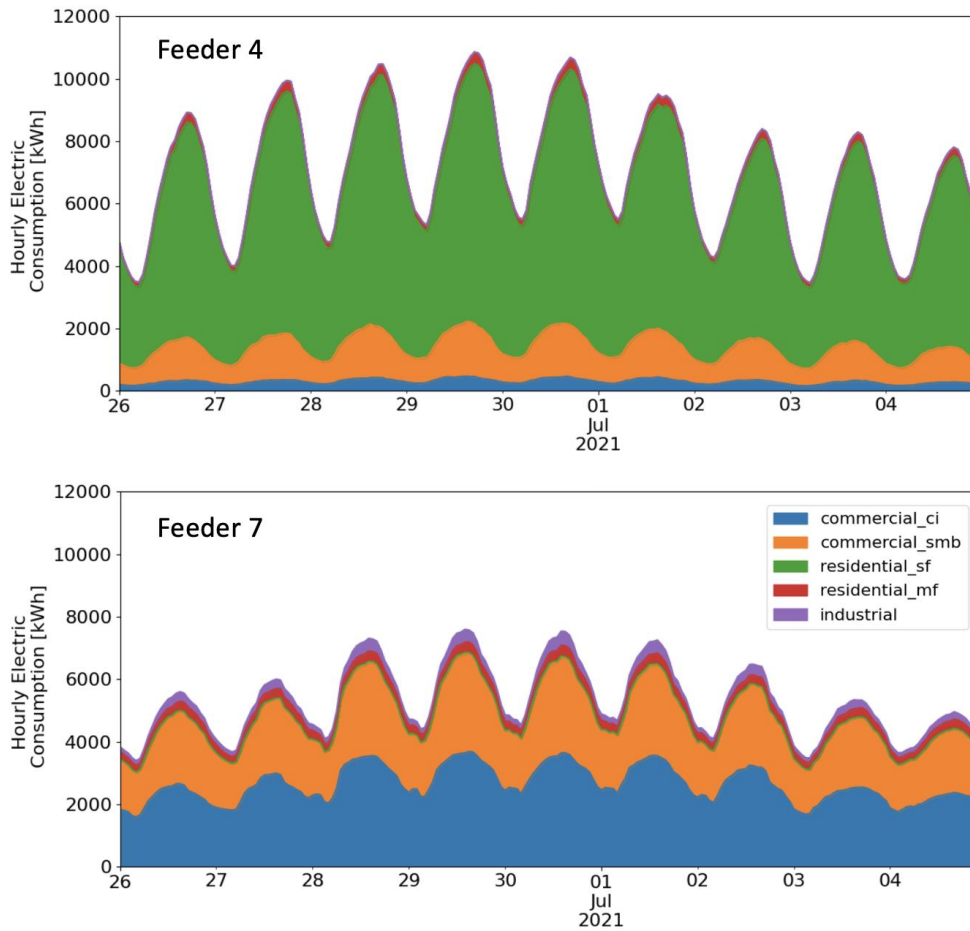 Feeder 4
12000
10000
8000
6000
4000
2000
0
Hourly Electric
Consumption [kWh]
26 27 28 29 30 01 02 03 04
Jul
2021
Feeder 7
12000
10000
8000
6000
4000
2000
0
Hourly Electric
Consumption [kWh]
commercial_ci
commercial_smb
residential_sf
residential_mf
industrial
26 27 28 29 30 01 02 03 04
Jul
2021